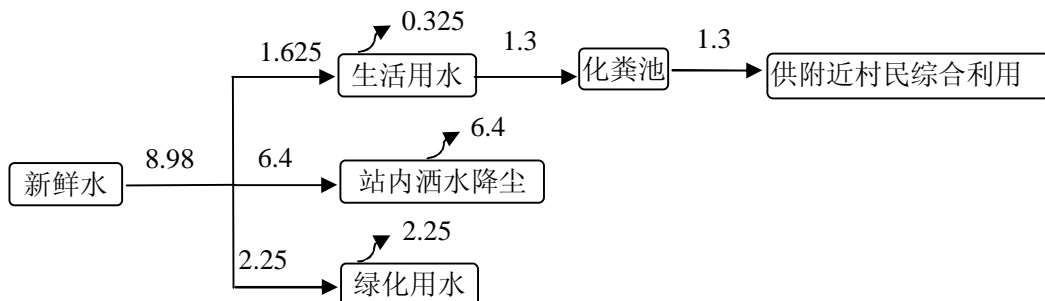 0.325
1.625
1.3
1.3
生活用水
化粪池
供附近村民综合利用
6.4
8.98
6.4
新鲜水
站内洒水降尘
2.25
2.25
绿化用水